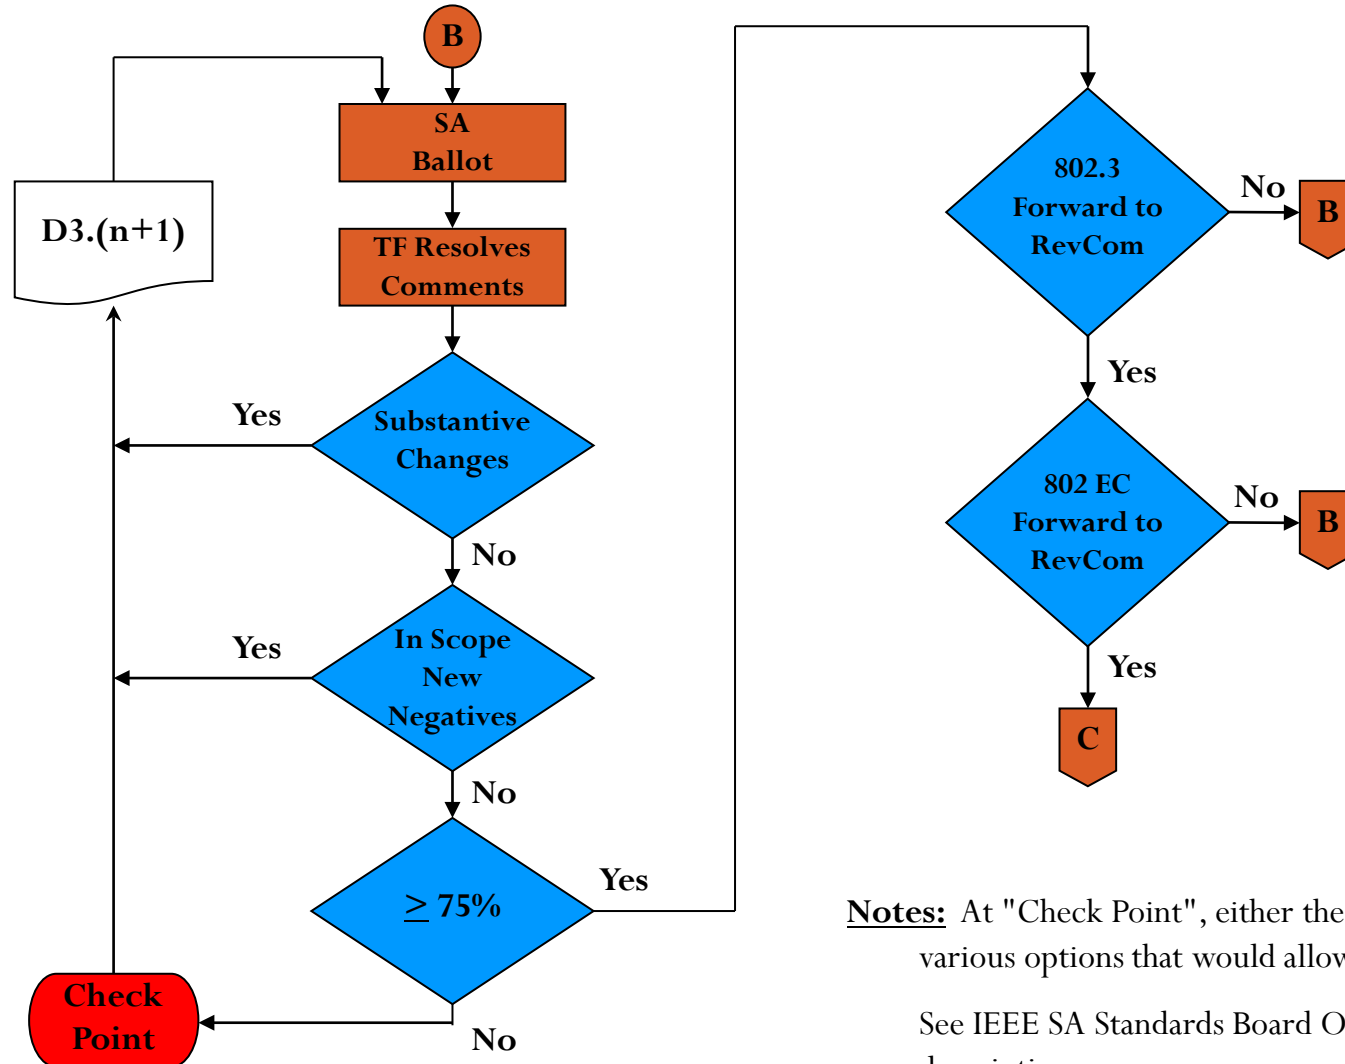 B
SA
Ballot
D3.(n+1)
TF Resolves
Comments
Yes
Substantive
Changes
No
Yes
In Scope
New
Negatives
No
≥ 75%
Yes
Check
Point
No
802.3
Forward to
RevCom
No
B
Yes
802 EC
Forward to
RevCom
No
B
Yes
C
Notes: At "Check Point", either the
various options that would allow
See IEEE SA Standards Board O